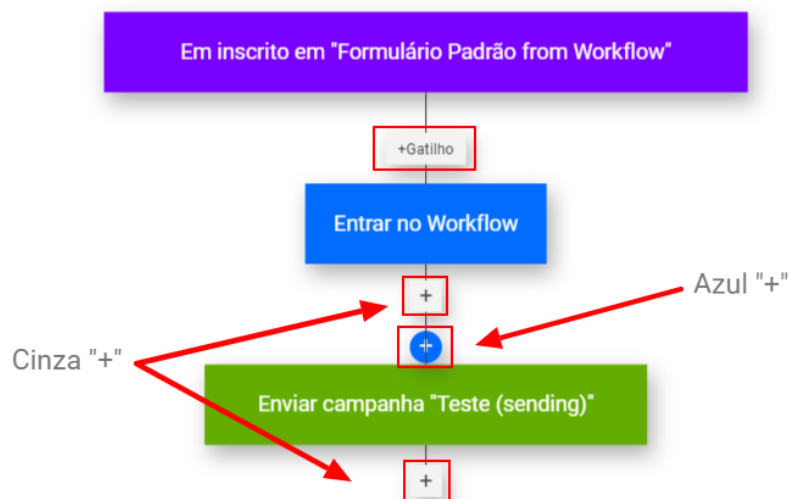 Em inscrito em "Formulário Padrão from Workflow"
+Gatilho
Entrar no Workflow
Azul "+"
+
+
Cinza "+"
Enviar campanha "Teste (sending)"
+